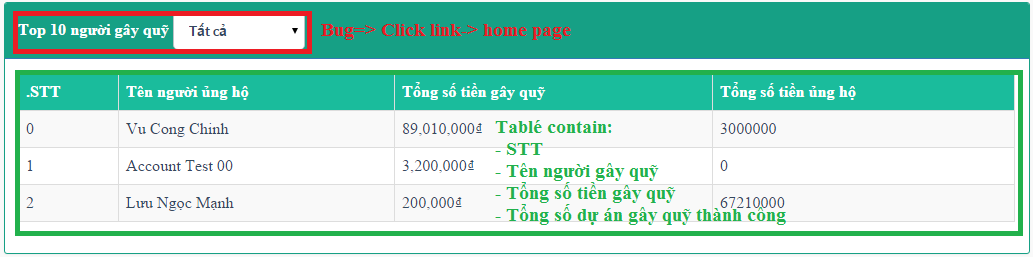 Top 10 người gây quỹ Tất cả Bug=> Click link-> home page
.STT Tên người ủng hộ Tổng số tiền gây quỹ Tổng số tiền ủng hộ
0 Vu Cong Chinh 89,010,000₫ 3000000
Tablé contain:
- STT
1 Account Test 00 3,200,000₫ 0
- Tên người gây quỹ
- Tổng số tiền gây quỹ
2 Lưu Ngọc Mạnh 200,000₫ 67210000
- Tổng số dự án gây quỹ thành công